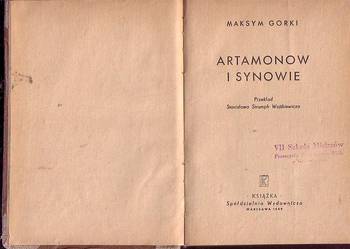 MAKSYM GORKI
ARTAMONOW
I SYNOWIE
Przekład
Stanisława Strumph Wojtkiewicza
VII Szkoła
KSIĄŻKA
Spółdzielnia Wydawnicza
WARSZAWA